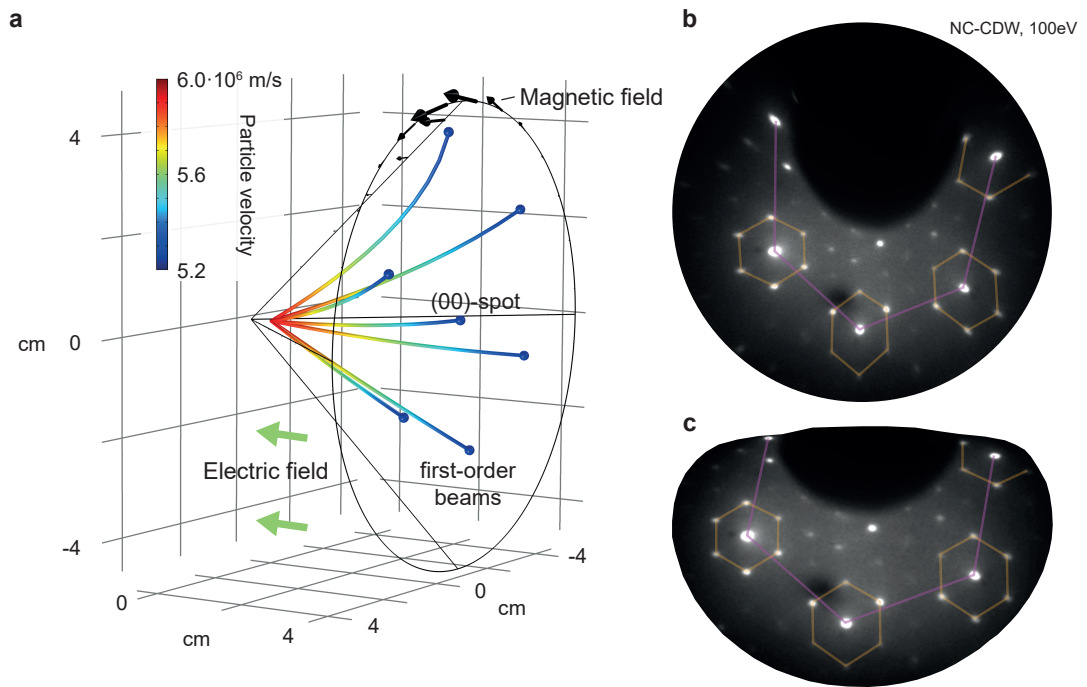 a
6.0·10⁶ m/s
5.6
5.2
Particle velocity
Magnetic field
4
0
-4
cm
(00)-spot
Electric field
first-order
beams
0
cm
4
4
0
cm
-4
b
NC-CDW, 100eV
c